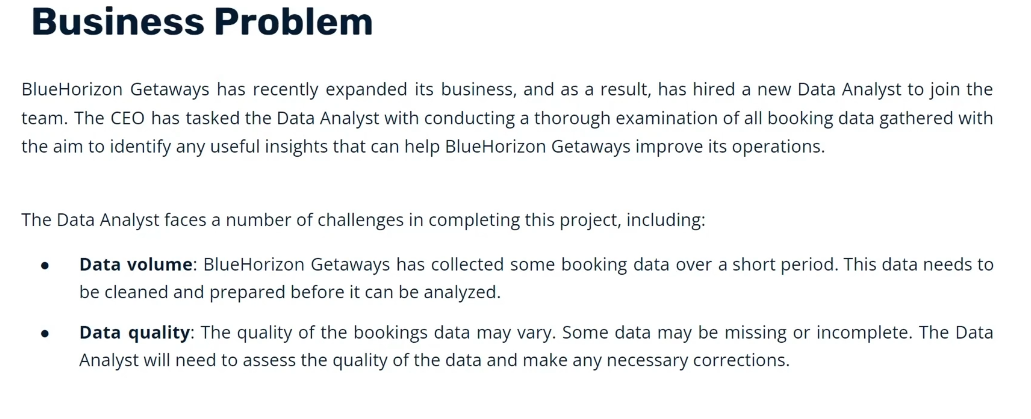 Business Problem
BlueHorizon Getaways has recently expanded its business, and as a result, has hired a new Data Analyst to join the
team. The CEO has tasked the Data Analyst with conducting a thorough examination of all booking data gathered with
the aim to identify any useful insights that can help BlueHorizon Getaways improve its operations.
The Data Analyst faces a number of challenges in completing this project, including:
● Data volume: BlueHorizon Getaways has collected some booking data over a short period. This data needs to
be cleaned and prepared before it can be analyzed.
● Data quality: The quality of the bookings data may vary. Some data may be missing or incomplete. The Data
Analyst will need to assess the quality of the data and make any necessary corrections.